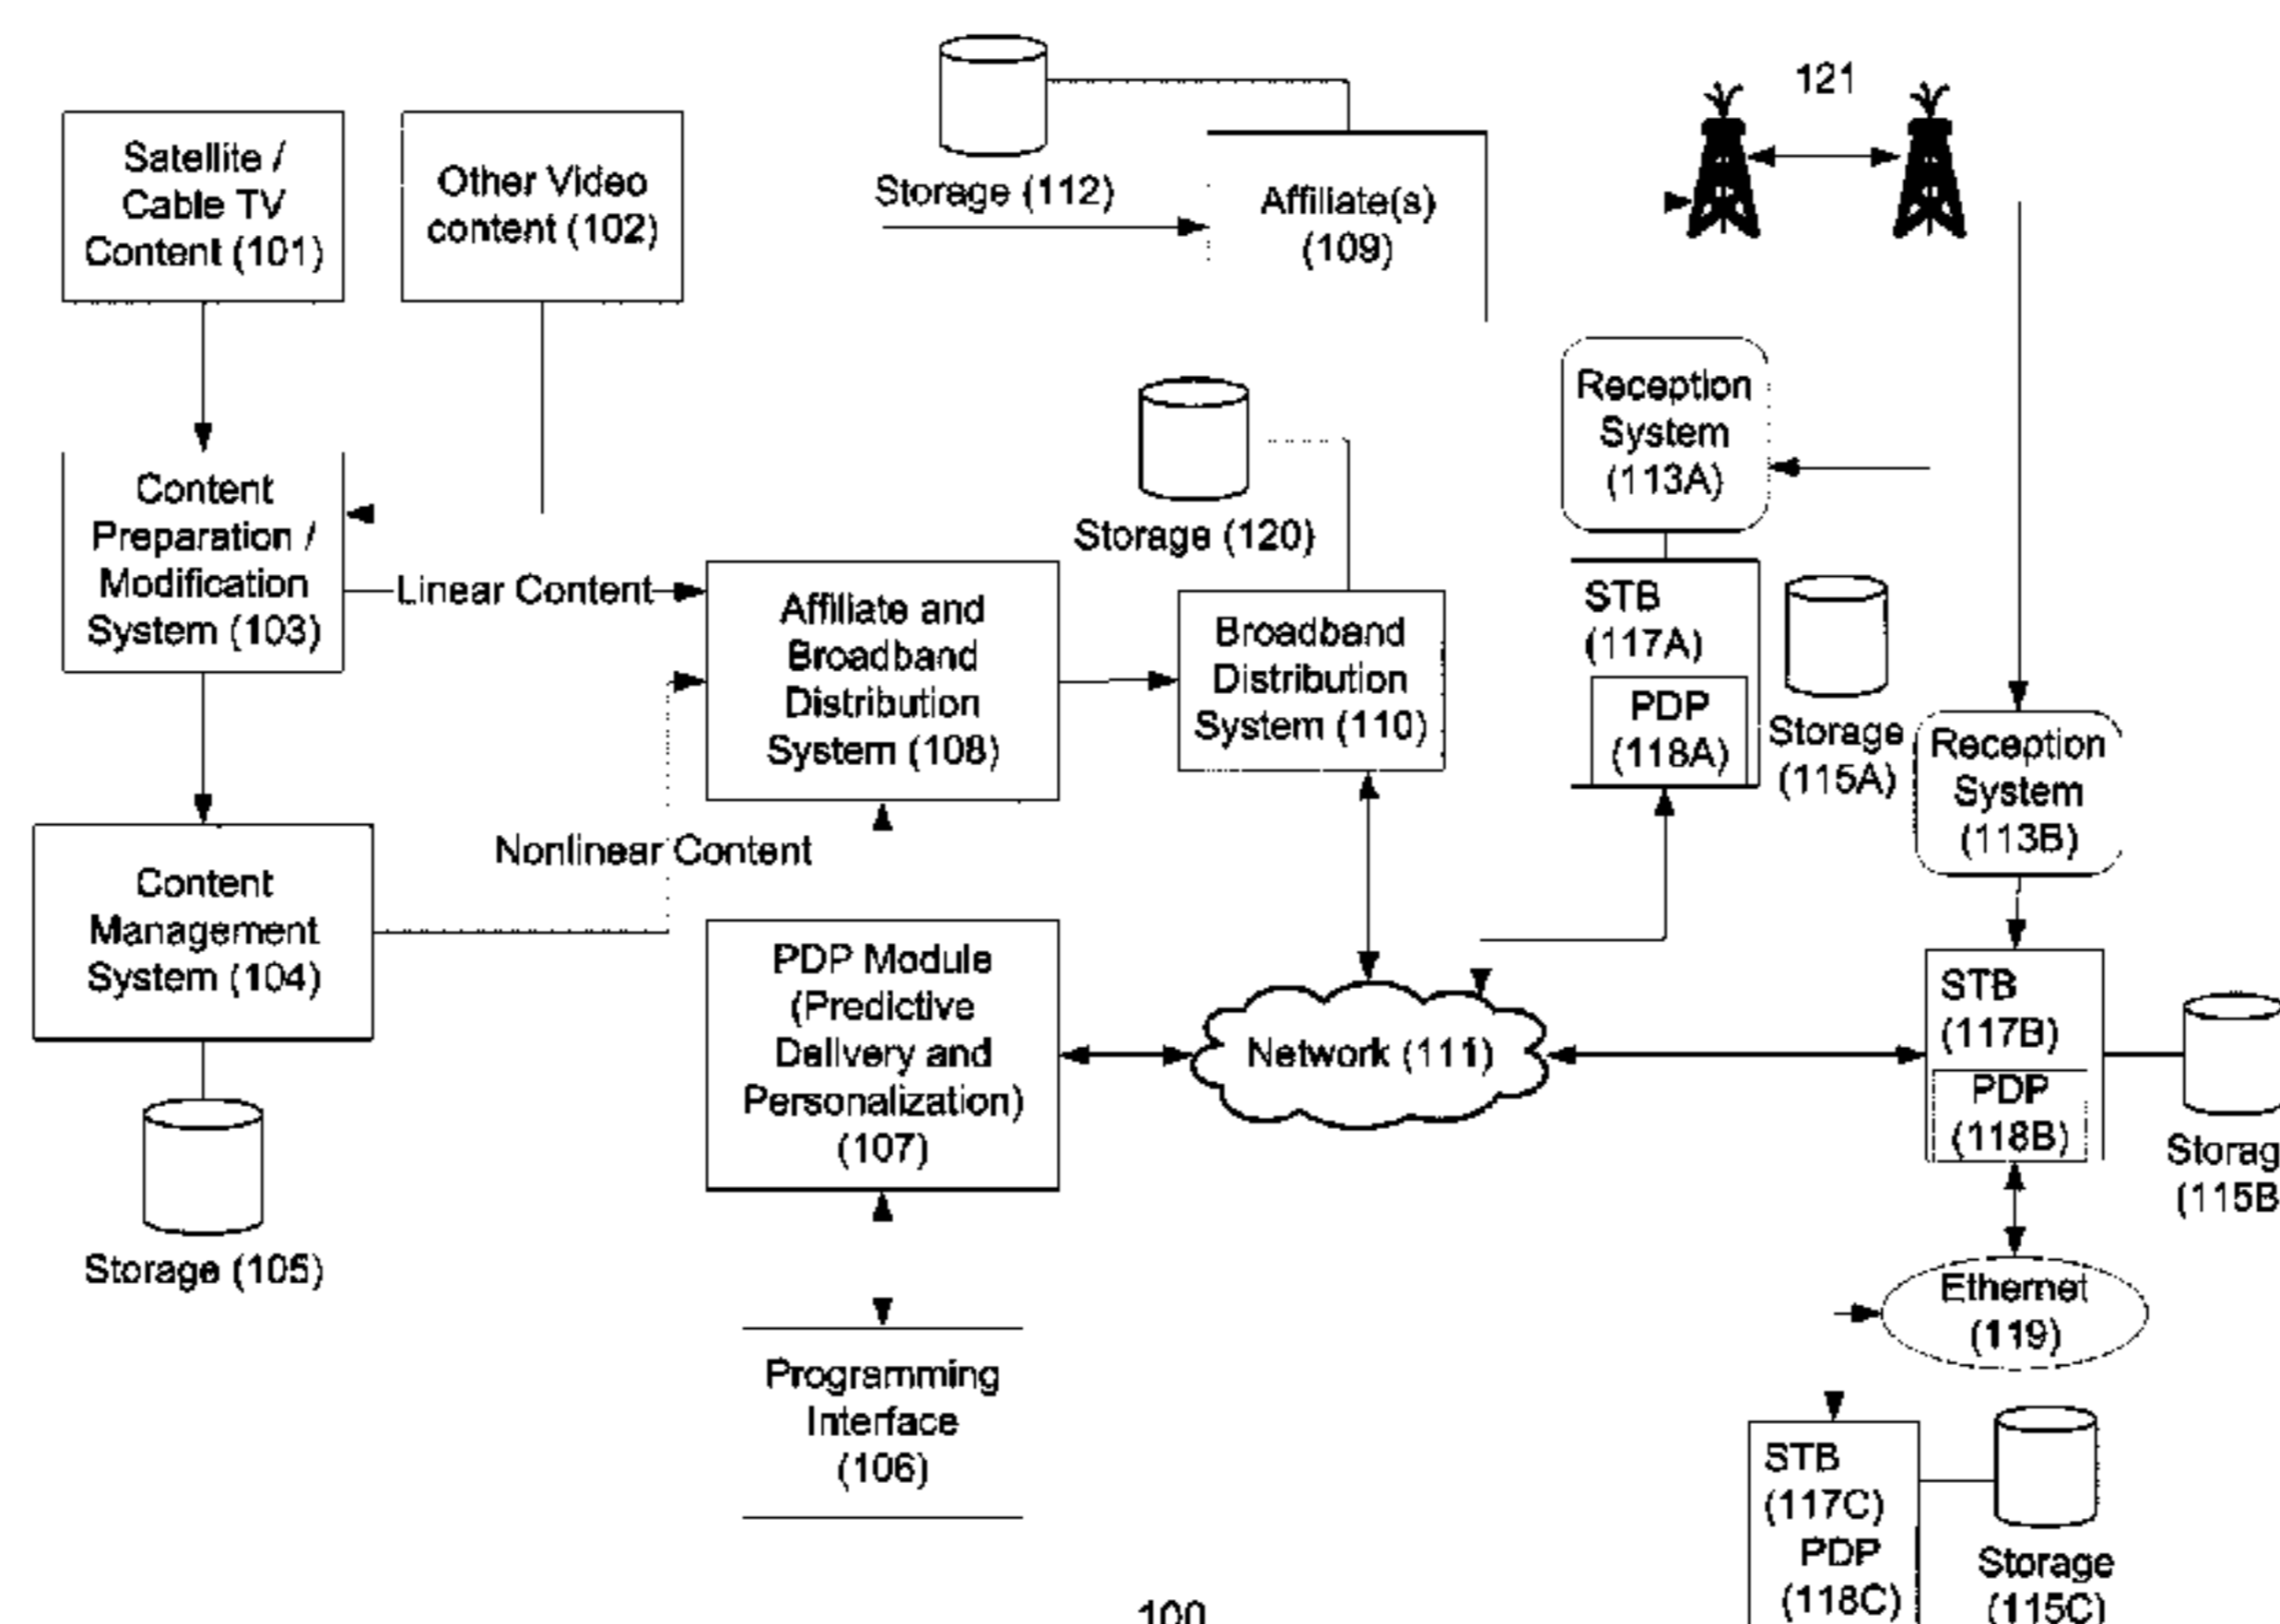 Satellite /
Cable TV
Content (101)
Other Video
content (102)
Storage (112)
Affiliate(s)
(109)
121
Content
Preparation /
Modification
System (103)
Linear Content
Storage (120)
Reception
System
(113A)
Affiliate and
Broadband
Distribution
System (108)
Broadband
Distribution
System (110)
STB
(117A)
PDP
(118A)
Storage
(115A)
Reception
System
(113B)
Nonlinear Content
Content
Management
System (104)
Storage (105)
PDP Module
(Predictive
Delivery and
Personalization)
(107)
Network (111)
STB
(117B)
PDP
(118B)
Storag
(115B
Ethernet
(119)
Programming
Interface
(106)
STB
(117C)
PDP
(118C)
Storage
(115C)
100